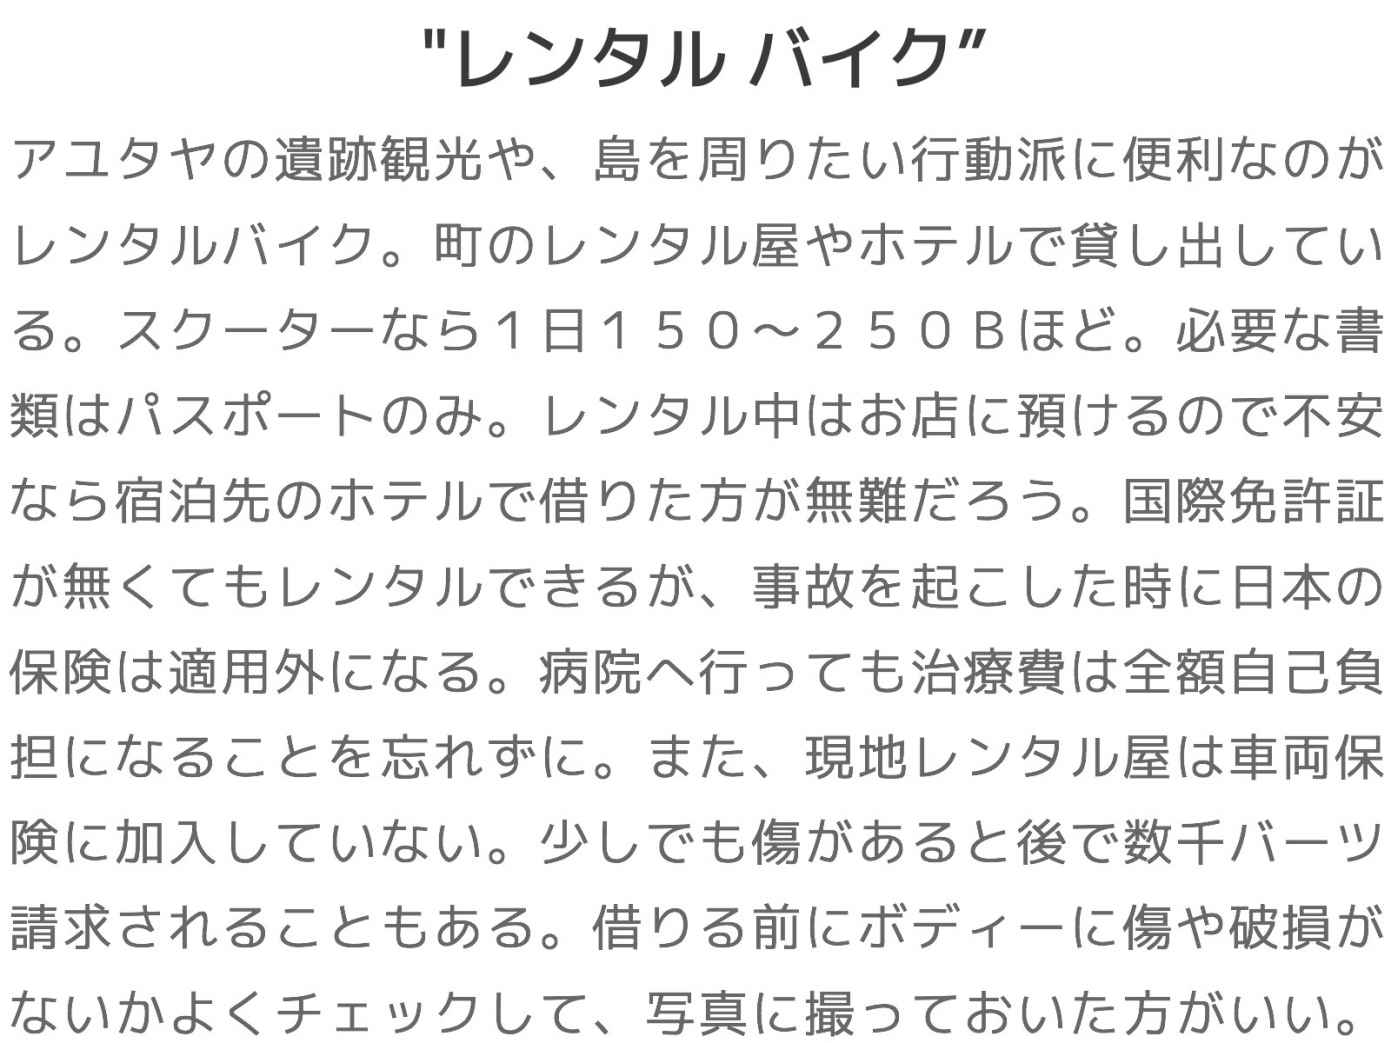 "レンタル バイク”
アユタヤの遺跡観光や、島を周りたい行動派に便利なのが
レンタルバイク。町のレンタル屋やホテルで貸し出してい
る。スクーターなら１日１５０～２５０Ｂほど。必要な書
類はパスポートのみ。レンタル中はお店に預けるので不安
なら宿泊先のホテルで借りた方が無難だろう。国際免許証
が無くてもレンタルできるが、事故を起こした時に日本の
保険は適用外になる。病院へ行っても治療費は全額自己負
担になることを忘れずに。また、現地レンタル屋は車両保
険に加入していない。少しでも傷があると後で数千バーツ
請求されることもある。借りる前にボディーに傷や破損が
ないかよくチェックして、写真に撮っておいた方がいい。